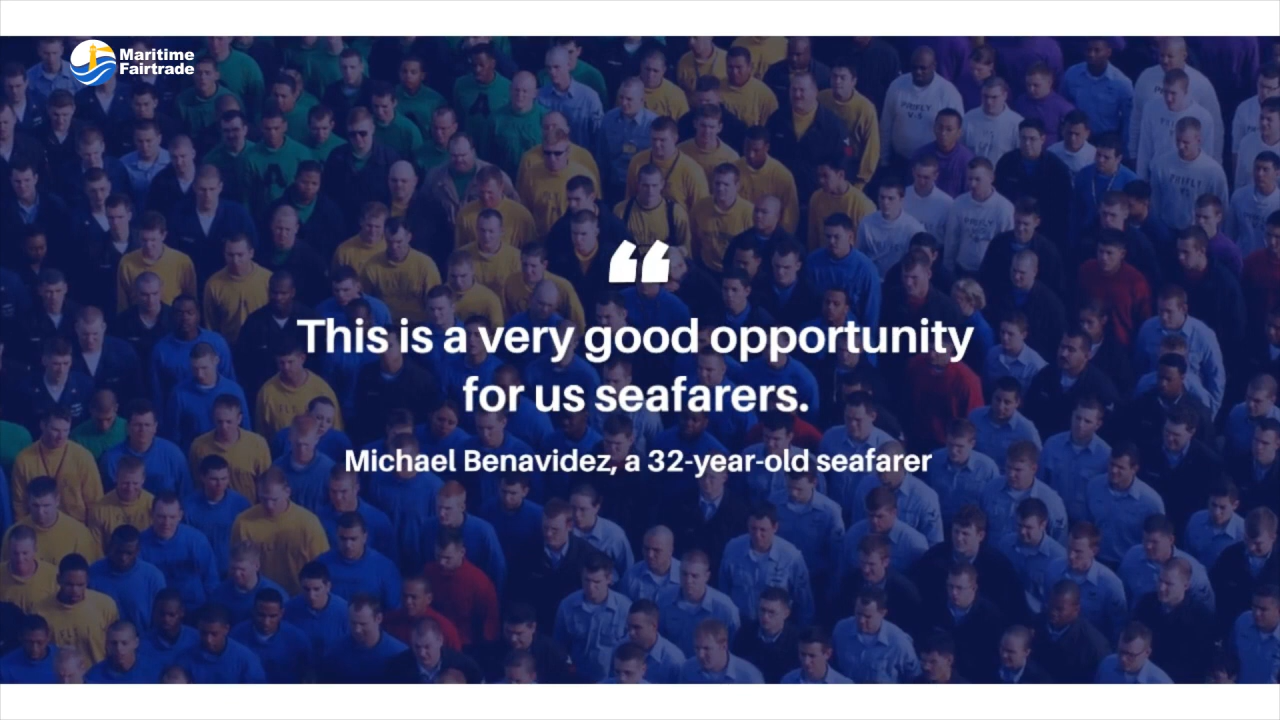 Maritime
Fairtrade
“
This is a very good opportunity
for us seafarers.
Michael Benavidez, a 32-year-old seafarer